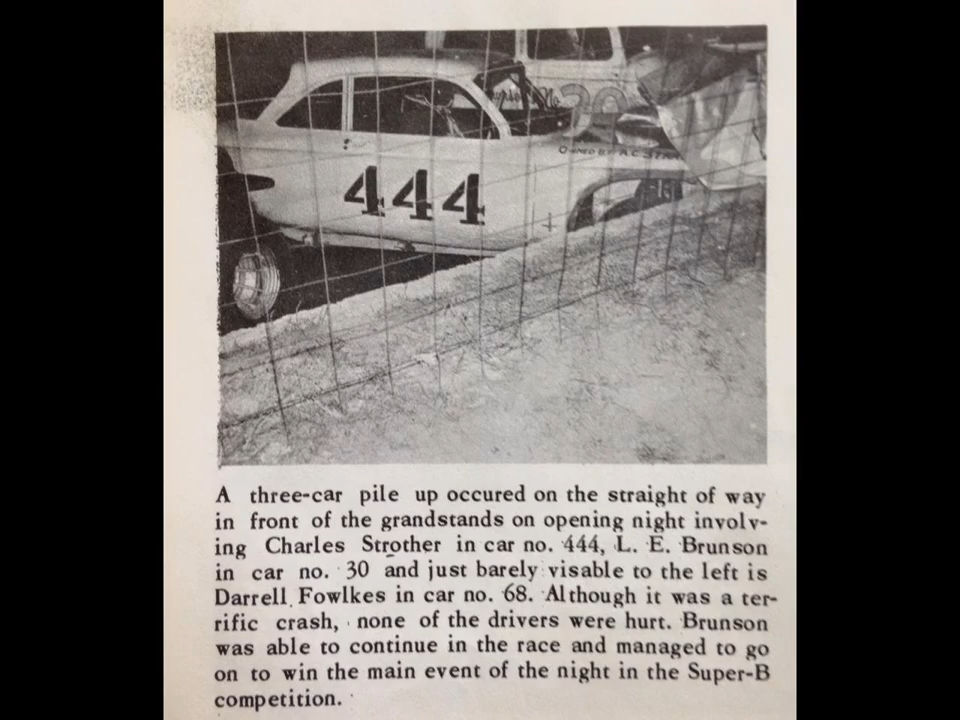 444
30
OWNED BY A.C.
A three-car pile up occured on the straight of way
in front of the grandstands on opening night involv-
ing Charles Strother in car no. 444, L. E. Brunson
in car no. 30 and just barely visable to the left is
Darrell Fowlkes in car no. 68. Although it was a ter-
rific crash, none of the drivers were hurt. Brunson
was able to continue in the race and managed to go
on to win the main event of the night in the Super-B
competition.